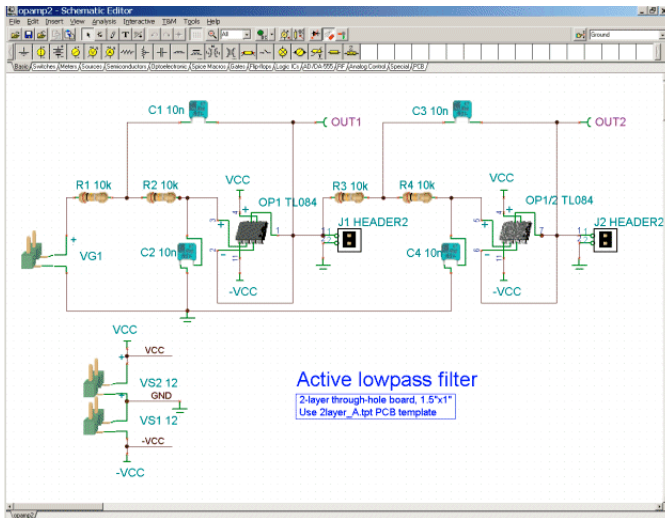 opamp2 - Schematic Editor
File Edit Insert View Analysis Interactive T&M Tools Help
All
Ground
Basic Switches Meters Sources Semiconductors Optoelectronic Spice Macros Gates Flip-flops Logic ICs AD/DA-555 RF Analog Control Special PCB
C1 10n
C3 10n
OUT1
OUT2
R1 10k
R2 10k
VCC
R3 10k
R4 10k
VCC
OP1 TL084
OP1/2 TL084
J1 HEADER2
J2 HEADER2
VG1
C2 10n
C4 10n
-VCC
-VCC
VCC
VCC
VS2 12
GND
VS1 12
-VCC
-VCC
Active lowpass filter
2-layer through-hole board, 1.5"x1"
Use 2layer_A.tpt PCB template
opamp2